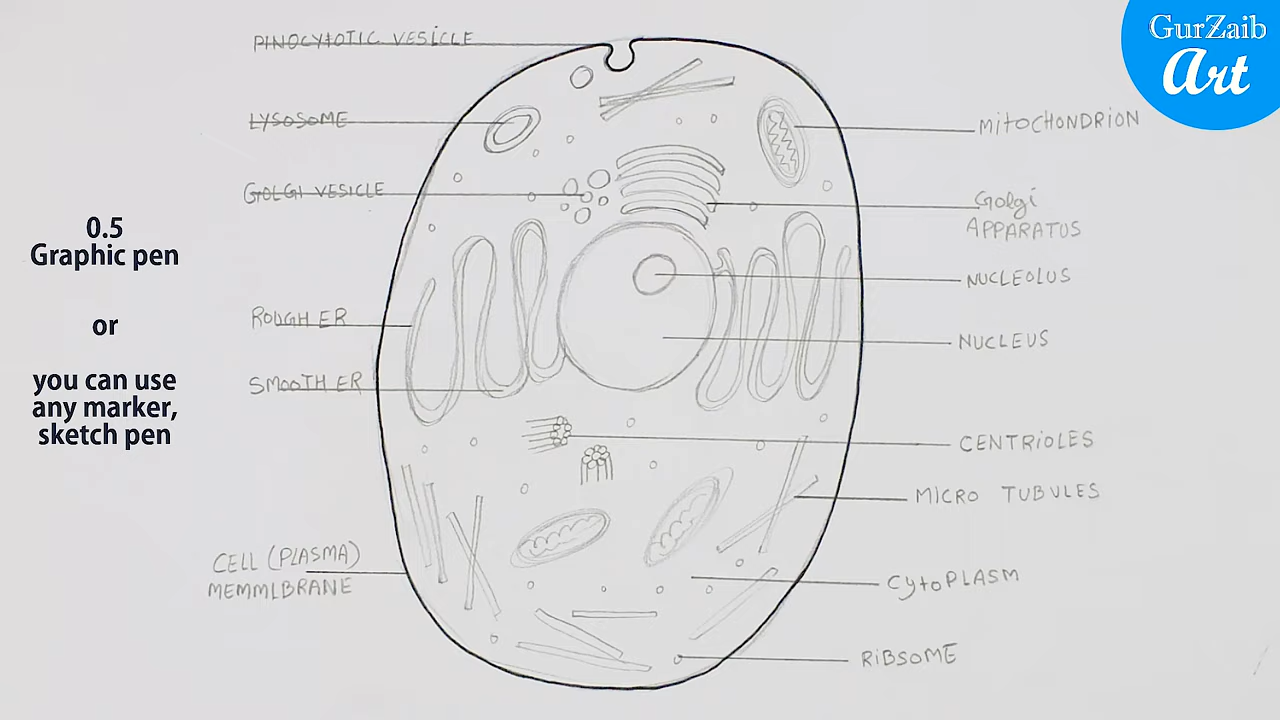 GurZaib
Art
PINOCYTOTIC VESICLE
LYSOSOME
GOLGI VESICLE
0.5
Graphic pen
or
you can use
any marker,
sketch pen
ROUGH ER
SMOOTH ER
CELL (PLASMA)
MEMMLBRANE
MITOCHONDRION
Golgi
APPARATUS
NUCLEOLUS
NUCLEUS
CENTRIOLES
MICRO TUBULES
CYTOPLASM
RIBSOME